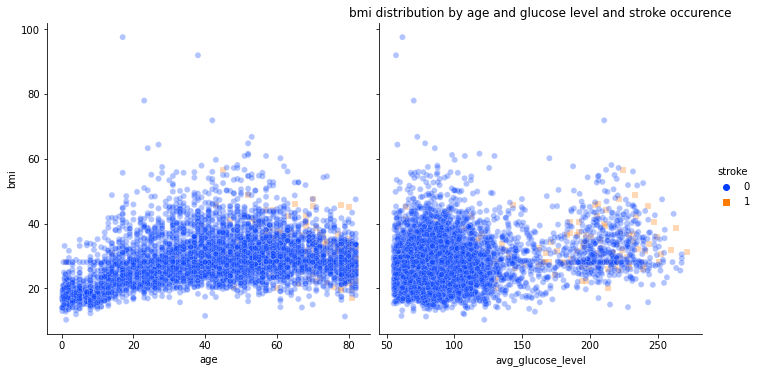 bmi distribution by age and glucose level and stroke occurence
100
80
60
40
20
bmi
0 20 40 60 80
age
50 100 150 200 250
avg_glucose_level
stroke
0
1